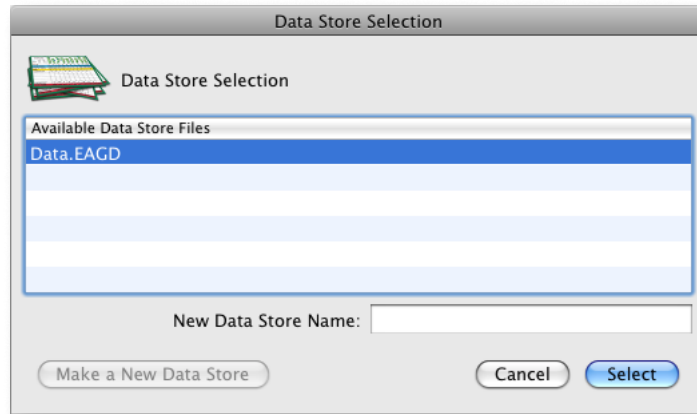 Data Store Selection
Data Store Selection
Available Data Store Files
Data.EAGD
New Data Store Name:
Make a New Data Store
Cancel
Select